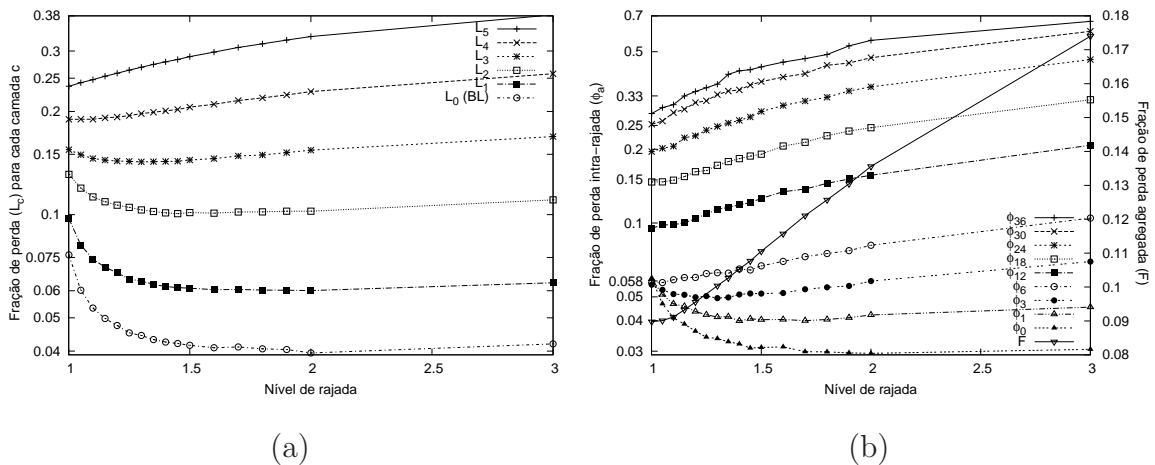 0.38
0.3
0.25
0.2
0.15
0.1
0.075
0.06
0.05
0.04
1
1.5
2
2.5
3
Fração de perda (L_c) para cada camada c
Nível de rajada
L_5
L_4
L_3
L_2
L_1
L_0 (BL)
(a)
0.7
0.5
0.33
0.25
0.2
0.15
0.1
0.058
0.05
0.04
0.03
1
1.5
2
2.5
3
Fração de perda intra−rajada (ϕ_a)
Nível de rajada
ϕ_36
ϕ_30
ϕ_24
ϕ_18
ϕ_12
ϕ_6
ϕ_3
ϕ_1
ϕ_0
F
0.18
0.17
0.16
0.15
0.14
0.13
0.12
0.11
0.1
0.09
0.08
Fração de perda agregada (F)
(b)